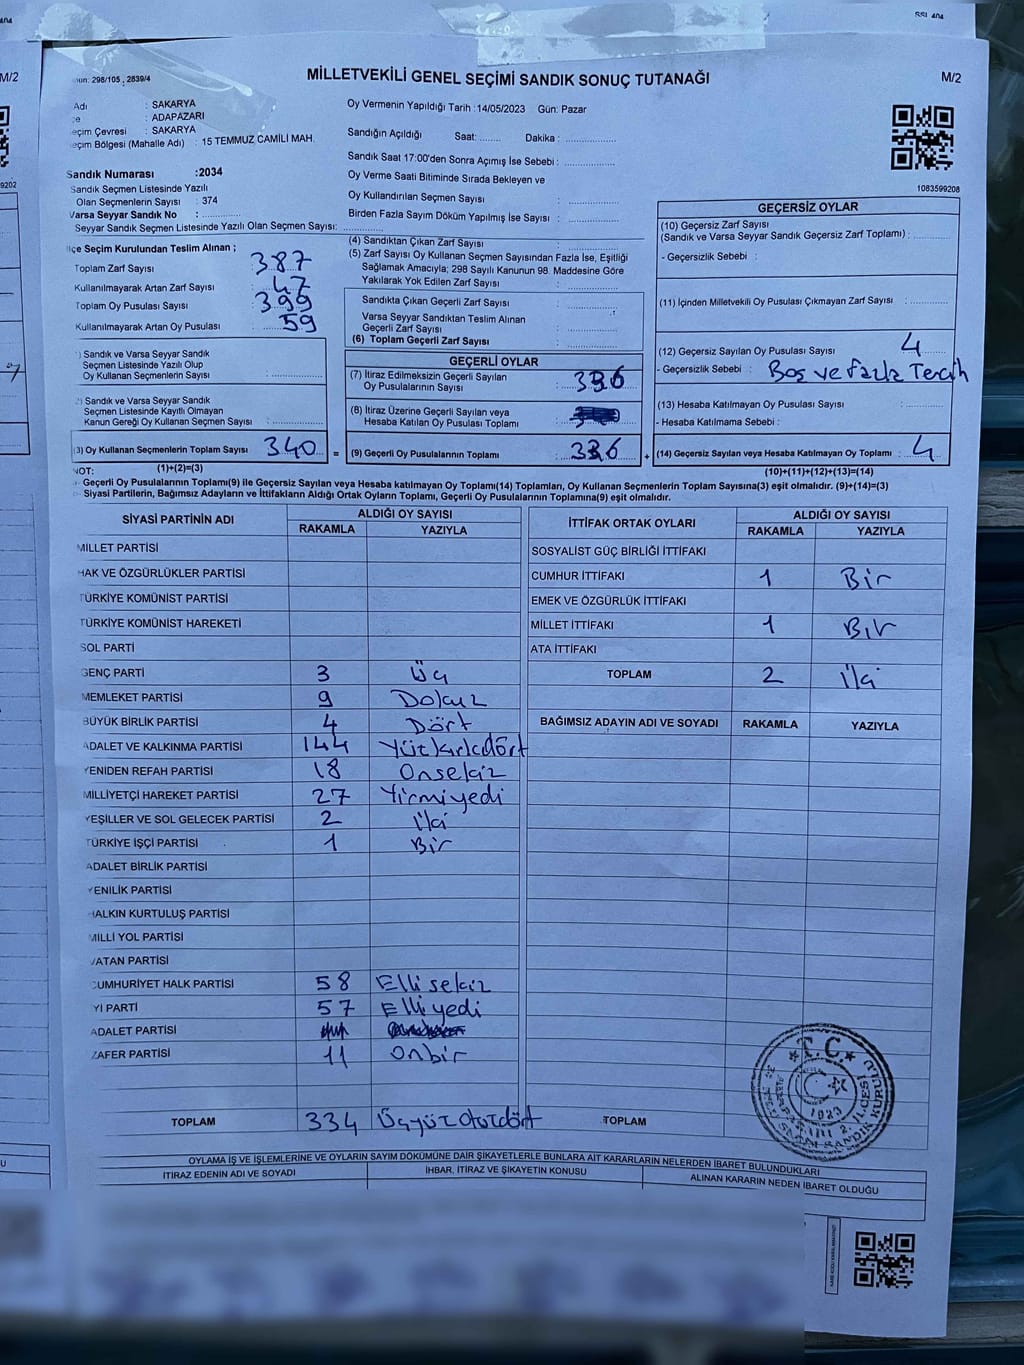 404
SSL 404
M/2
9202
298/105 , 2839/4
MİLLETVEKİLİ GENEL SEÇİMİ SANDIK SONUÇ TUTANAĞI
M/2
Adı : SAKARYA
: ADAPAZARI
eçim Çevresi : SAKARYA
eçim Bölgesi (Mahalle Adı) : 15 TEMMUZ CAMİLİ MAH.
Sandık Numarası :2034
Sandık Seçmen Listesinde Yazılı
Olan Seçmenlerin Sayısı : 374
Varsa Seyyar Sandık No : ............
Seyyar Sandık Seçmen Listesinde Yazılı Olan Seçmen Sayısı: ............
Oy Vermenin Yapıldığı Tarih :14/05/2023 Gün: Pazar
Sandığın Açıldığı Saat: ....... Dakika : ............
Sandık Saat 17:00'den Sonra Açımış İse Sebebi : ............
Oy Verme Saati Bitiminde Sırada Bekleyen ve
Oy Kullandırılan Seçmen Sayısı : ............
Birden Fazla Sayım Döküm Yapılmış İse Sayısı : ............
1083599208
lçe Seçim Kurulundan Teslim Alınan ;
Toplam Zarf Sayısı : 387
Kullanılmayarak Artan Zarf Sayısı : 47
Toplam Oy Pusulası Sayısı : 399
Kullanılmayarak Artan Oy Pusulası : 59
(4) Sandıktan Çıkan Zarf Sayısı : ............
(5) Zarf Sayısı Oy Kullanan Seçmen Sayısından Fazla İse, Eşitliği
Sağlamak Amacıyla; 298 Sayılı Kanunun 98. Maddesine Göre
Yakılarak Yok Edilen Zarf Sayısı : ............
Sandıkta Çıkan Geçerli Zarf Sayısı : ............
Varsa Seyyar Sandıktan Teslim Alınan
Geçerli Zarf Sayısı : ............
(6) Toplam Geçerli Zarf Sayısı : ............
GEÇERSİZ OYLAR
(10) Geçersiz Zarf Sayısı
(Sandık ve Varsa Seyyar Sandık Geçersiz Zarf Toplamı) : ............
- Geçersizlik Sebebi :
(11) İçinden Milletvekili Oy Pusulası Çıkmayan Zarf Sayısı : ............
(12) Geçersiz Sayılan Oy Pusulası Sayısı : 4
- Geçersizlik Sebebi : Boş ve fazla Tercih
(13) Hesaba Katılmayan Oy Pusulası Sayısı : ............
- Hesaba Katılmama Sebebi :
(14) Geçersiz Sayılan veya Hesaba Katılmayan Oy Toplamı : 4
) Sandık ve Varsa Seyyar Sandık
Seçmen Listesinde Yazılı Olup
Oy Kullanan Seçmenlerin Sayısı : ............
) Sandık ve Varsa Seyyar Sandık
Seçmen Listesinde Kayıtlı Olmayan
Kanun Gereği Oy Kullanan Seçmen Sayısı : ............
3) Oy Kullanan Seçmenlerin Toplam Sayısı : 340 =
GEÇERLİ OYLAR
(7) İtiraz Edilmeksizin Geçerli Sayılan
Oy Pusulalarının Sayısı : 336
(8) İtiraz Üzerine Geçerli Sayılan veya
Hesaba Katılan Oy Pusulası Toplamı :
(9) Geçerli Oy Pusulalarının Toplamı : 336 +
NOT: (1)+(2)=(3) (10)+(11)+(12)+(13)=(14)
- Geçerli Oy Pusulalarının Toplamı(9) ile Geçersiz Sayılan veya Hesaba katılmayan Oy Toplamı(14) Toplamları, Oy Kullanan Seçmenlerin Toplam Sayısına(3) eşit olmalıdır. (9)+(14)=(3)
- Siyasi Partilerin, Bağımsız Adayların ve İttifakların Aldığı Ortak Oyların Toplamı, Geçerli Oy Pusulalarının Toplamına(9) eşit olmalıdır.
SİYASİ PARTİNİN ADI ALDIĞI OY SAYISI
RAKAMLA YAZIYLA
MİLLET PARTİSİ
HAK VE ÖZGÜRLÜKLER PARTİSİ
TÜRKİYE KOMÜNİST PARTİSİ
TÜRKİYE KOMÜNİST HAREKETİ
SOL PARTİ
GENÇ PARTİ 3 Üç
MEMLEKET PARTİSİ 9 Dokuz
BÜYÜK BİRLİK PARTİSİ 4 Dört
ADALET VE KALKINMA PARTİSİ 144 Yüzkırkdört
YENİDEN REFAH PARTİSİ 18 Onsekiz
MİLLİYETÇİ HAREKET PARTİSİ 27 Yirmiyedi
YEŞİLLER VE SOL GELECEK PARTİSİ 2 İki
TÜRKİYE İŞÇİ PARTİSİ 1 Bir
ADALET BİRLİK PARTİSİ
YENİLİK PARTİSİ
HALKIN KURTULUŞ PARTİSİ
MİLLİ YOL PARTİSİ
VATAN PARTİSİ
CUMHURİYET HALK PARTİSİ 58 Elli sekiz
İYİ PARTİ 57 Elli yedi
ADALET PARTİSİ
ZAFER PARTİSİ 11 Onbir
TOPLAM 334 Üçyüz Otuzdört
İTTİFAK ORTAK OYLARI ALDIĞI OY SAYISI
RAKAMLA YAZIYLA
SOSYALİST GÜÇ BİRLİĞİ İTTİFAKI
CUMHUR İTTİFAKI 1 Bir
EMEK VE ÖZGÜRLÜK İTTİFAKI
MİLLET İTTİFAKI 1 Bir
ATA İTTİFAKI
TOPLAM 2 İki
BAĞIMSIZ ADAYIN ADI VE SOYADI RAKAMLA YAZIYLA
TOPLAM
T.C.
1923
OYLAMA İŞ VE İŞLEMLERİNE VE OYLARIN SAYIM DÖKÜMÜNE DAİR ŞİKAYETLERLE BUNLARA AİT KARARLARIN NELERDEN İBARET BULUNDUKLARI
İTİRAZ EDENİN ADI VE SOYADI İHBAR, İTİRAZ VE ŞİKAYETİN KONUSU ALINAN KARARIN NEDEN İBARET OLDUĞU